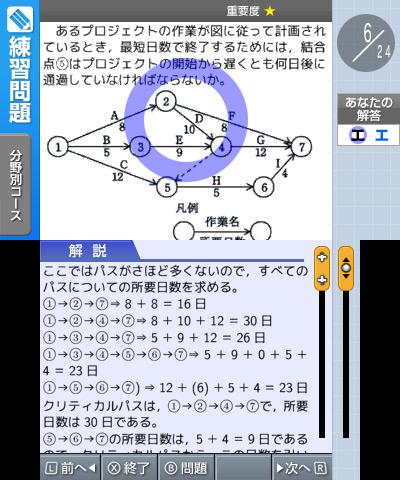 重要度 ★
練習問題
分野別コース
6/24
あなたの
解答
エ エ
あるプロジェクトの作業が図に従って計画さ
れているとき，最短日数で終了するためには，結合
点⑤はプロジェクトの開始から遅くとも何日後に
通過していなければならないか。
A
8
B
5
C
12
D
10
E
9
F
8
G
12
H
5
I
4
1
2
3
4
5
6
7
凡例
作業名
所要日数
解説
ここではパスがさほど多くないので，すべての
パスについての所要日数を求める。
①→②→⑦⇒ 8 + 8 = 16 日
①→②→④→⑦⇒ 8 + 10 + 12 = 30 日
①→③→④→⑦⇒ 5 + 9 + 12 = 26 日
①→③→④→⑤→⑥→⑦⇒ 5 + 9 + 0 + 5 +
4 = 23 日
①→⑤→⑥→⑦) ⇒ 12 + (6) + 5 + 4 = 23 日
クリティカルパスは，①→②→④→⑦で，所要
日数は 30 日である。
⑤→⑥→⑦の所要日数は，5 + 4 = 9 日である
L 前へ X 終了 B 問題 次へ R